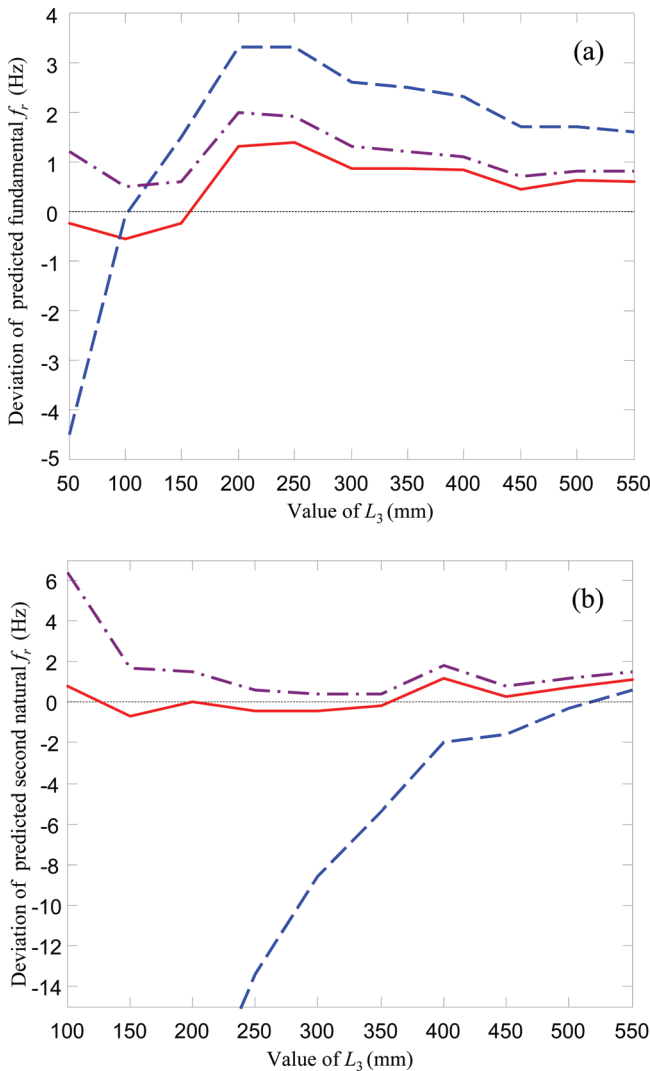 (a)
Deviation of predicted fundamental fr (Hz)
4
3
2
1
0
-1
-2
-3
-4
-5
50 100 150 200 250 300 350 400 450 500 550
Value of L3 (mm)
(b)
Deviation of predicted second natural fr (Hz)
6
4
2
0
-2
-4
-6
-8
-10
-12
-14
100 150 200 250 300 350 400 450 500 550
Value of L3 (mm)